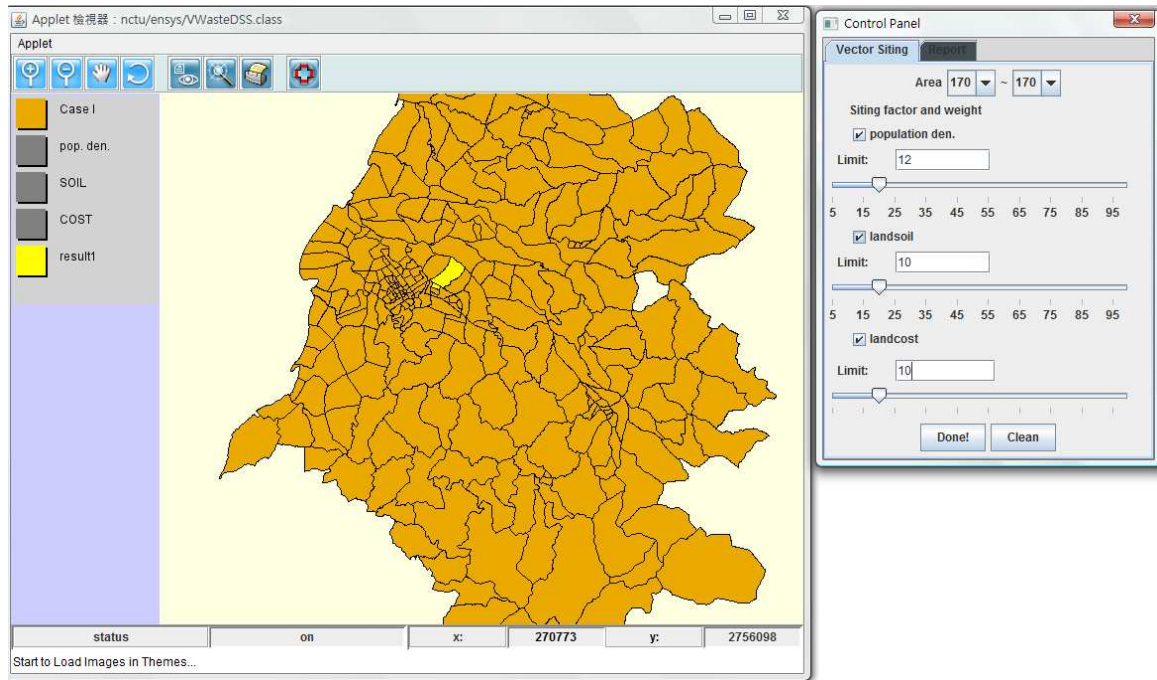 Applet 檢視器：nctu/ensys/VWasteDSS.class
Applet
Case I
pop. den.
SOIL
COST
result1
status on x: 270773 y: 2756098
Start to Load Images in Themes...
Control Panel
Vector Siting Report
Area 170 ~ 170
Siting factor and weight
population den.
Limit: 12
5 15 25 35 45 55 65 75 85 95
landsoil
Limit: 10
5 15 25 35 45 55 65 75 85 95
landcost
Limit: 10
Done! Clean